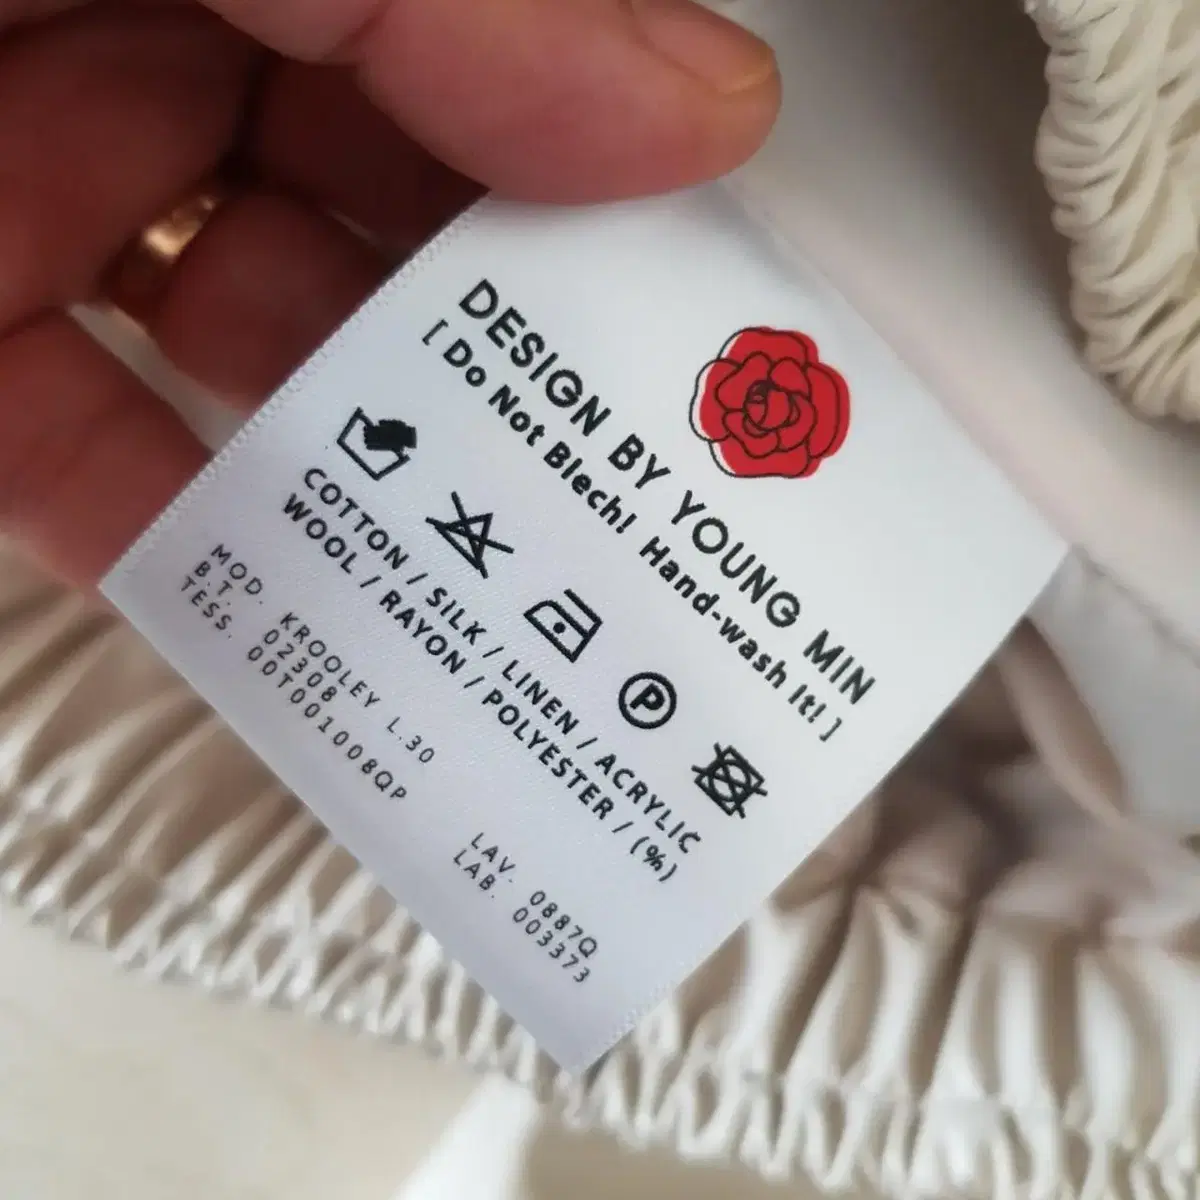 DESIGN BY YOUNG MIN
[ Do Not Blech! Hand-wash It! ]
P
COTTON / SILK / LINEN / ACRYLIC
WOOL / RAYON / POLYESTER / (%)
MOD. KROOLEY L.30
B.T. 02308
TESS. 00T001008QP
LAV. 0887Q
LAB. 003373